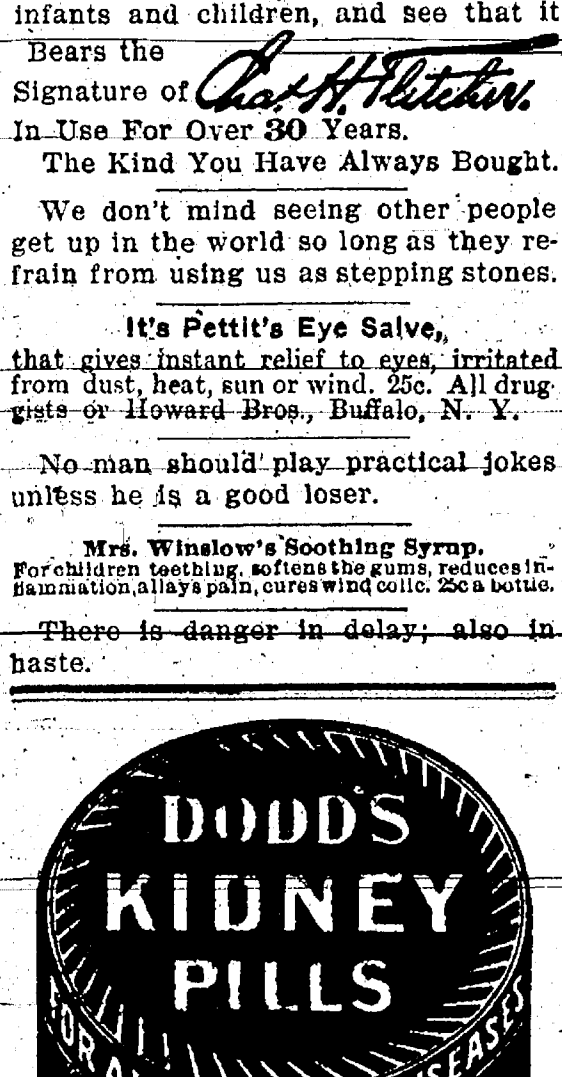 infants and children, and see that it
Bears the
Signature of Chas. H. Fletcher.
In Use For Over 30 Years.
The Kind You Have Always Bought.
We don't mind seeing other people
get up in the world so long as they re-
frain from using us as stepping stones.
It's Pettit's Eye Salve,
that gives instant relief to eyes, irritated
from dust, heat, sun or wind. 25c. All drug-
gists or Howard Bros., Buffalo, N. Y.
No man should play practical jokes
unless he is a good loser.
Mrs. Winslow's Soothing Syrup.
For children teething, softens the gums, reduces in-
flammation, allays pain, cures wind colic. 25c a bottle.
There is danger in delay; also in
haste.
DODD'S
KIDNEY
PILLS
FOR A
SEASES